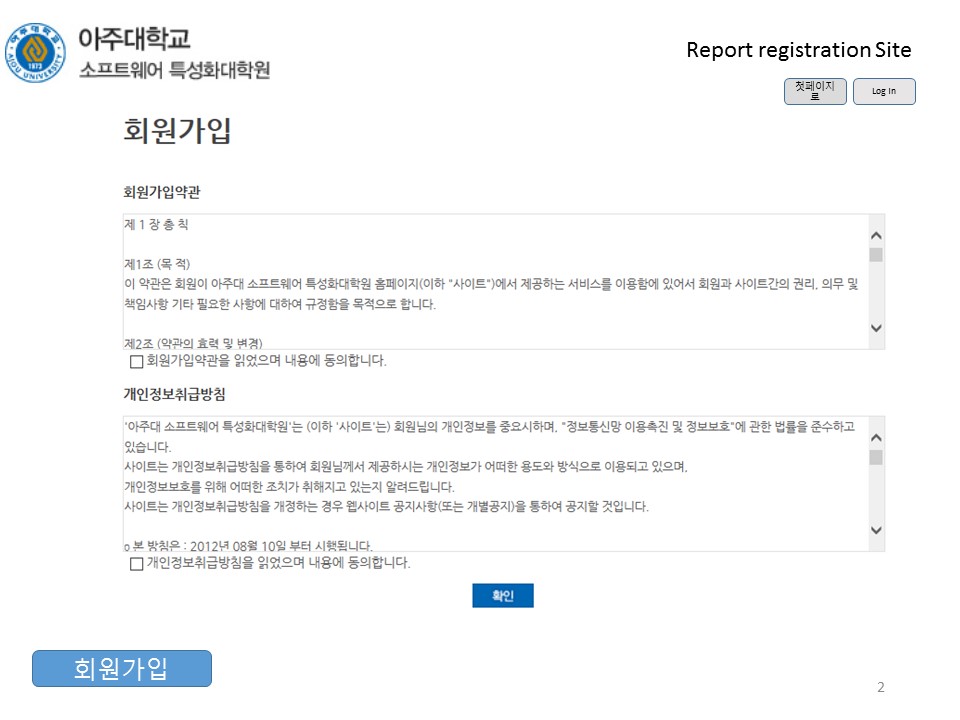 아주대학교
소프트웨어 특성화대학원
AJOU UNIVERSITY
1973
Report registration Site
첫페이지
로
Log In
회원가입
회원가입약관
제 1 장 총 칙
제1조 (목 적)
이 약관은 회원이 아주대 소프트웨어 특성화대학원 홈페이지(이하 "사이트")에서 제공하는 서비스를 이용함에 있어서 회원과 사이트간의 권리, 의무 및
책임사항 기타 필요한 사항에 대하여 규정함을 목적으로 합니다.
제2조 (약관의 효력 및 변경)
회원가입약관을 읽었으며 내용에 동의합니다.
개인정보취급방침
'아주대 소프트웨어 특성화대학원'는 (이하 '사이트'는) 회원님의 개인정보를 중요시하며, "정보통신망 이용촉진 및 정보보호"에 관한 법률을 준수하고
있습니다.
사이트는 개인정보취급방침을 통하여 회원님께서 제공하시는 개인정보가 어떠한 용도와 방식으로 이용되고 있으며,
개인정보보호를 위해 어떠한 조치가 취해지고 있는지 알려드립니다.
사이트는 개인정보취급방침을 개정하는 경우 웹사이트 공지사항(또는 개별공지)을 통하여 공지할 것입니다.
ο 본 방침은 : 2012년 08월 10일 부터 시행됩니다.
개인정보취급방침을 읽었으며 내용에 동의합니다.
확인
회원가입
2